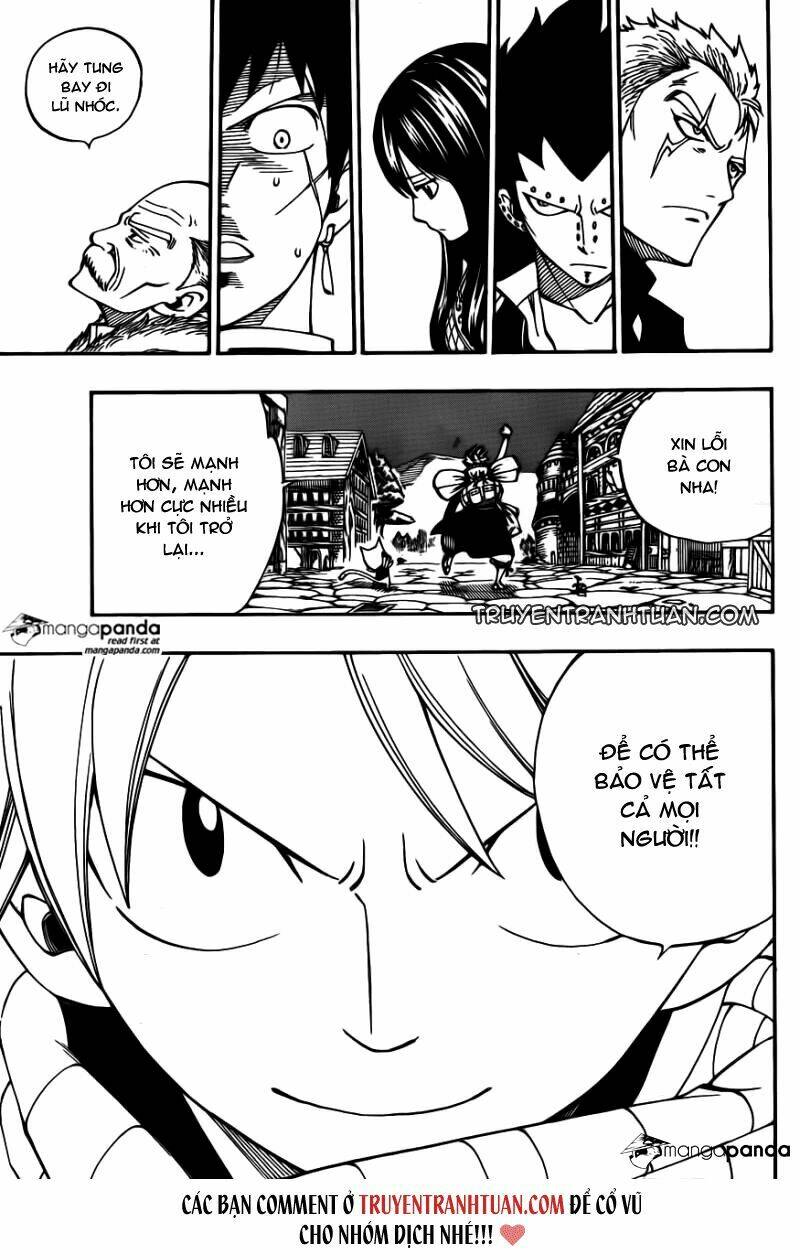 HÃY TUNG
BAY ĐI
LŨ NHÓC.
XIN LỖI
BÀ CON
NHA!
TÔI SẼ MẠNH
HƠN, MẠNH
HƠN CỰC NHIỀU
KHI TÔI TRỞ
LẠI...
TRUYENTRANHTUAN.COM
mangapanda
read first at
mangapanda.com
ĐỂ CÓ THỂ
BẢO VỆ TẤT
CẢ MỌI
NGƯỜI!!
mangapanda
CÁC BẠN COMMENT Ở TRUYENTRANHTUAN.COM ĐỂ CỔ VŨ
CHO NHÓM DỊCH NHÉ!!! ❤